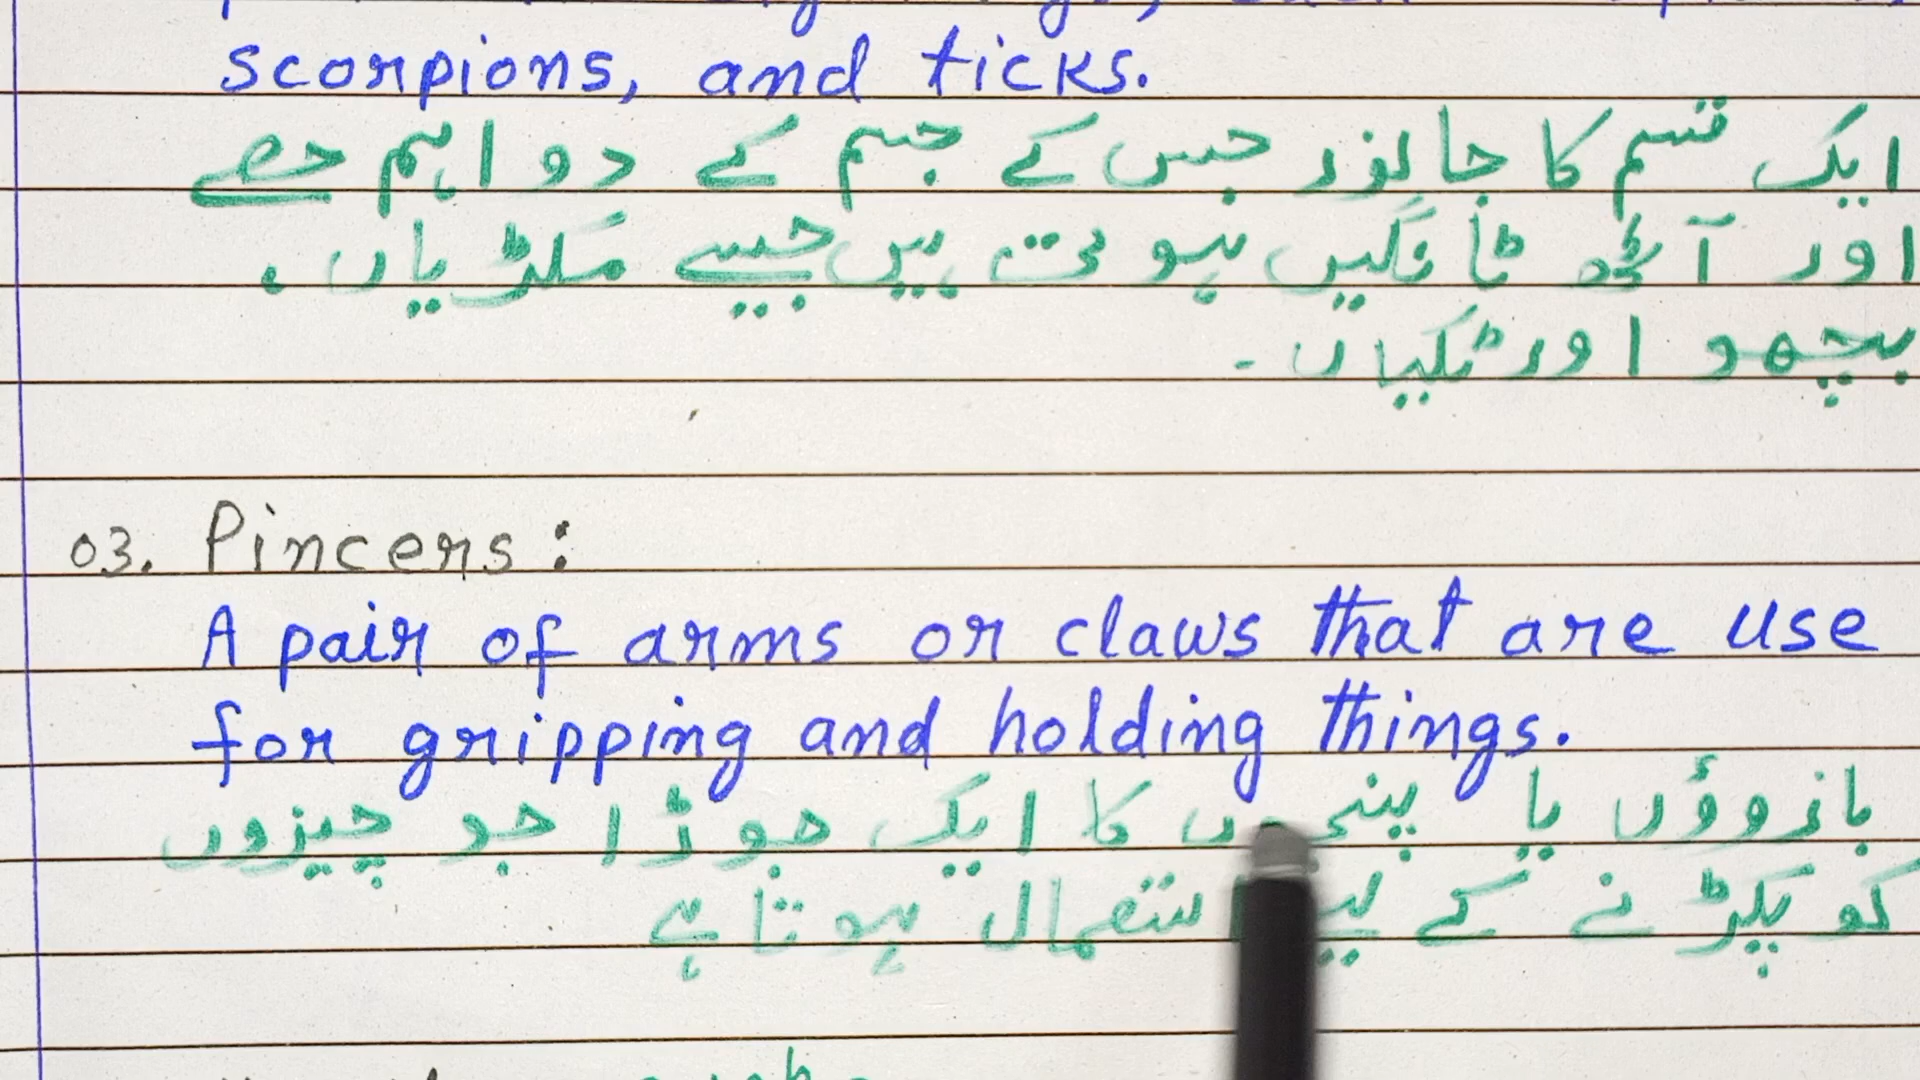 scorpions, and ticks.
ایک قسم کا جانور جس کے جسم کے دو اہم حصے
اور آٹھ ٹانگیں ہوتی ہیں جیسے مکڑیاں،
بچھو اور ٹکیاں۔
03. Pincers:
A pair of arms or claws that are use
for gripping and holding things.
بازوؤں یا کا ایک جوڑا جو چیزوں
کو پکڑنے کے لیے استعمال ہوتا ہے